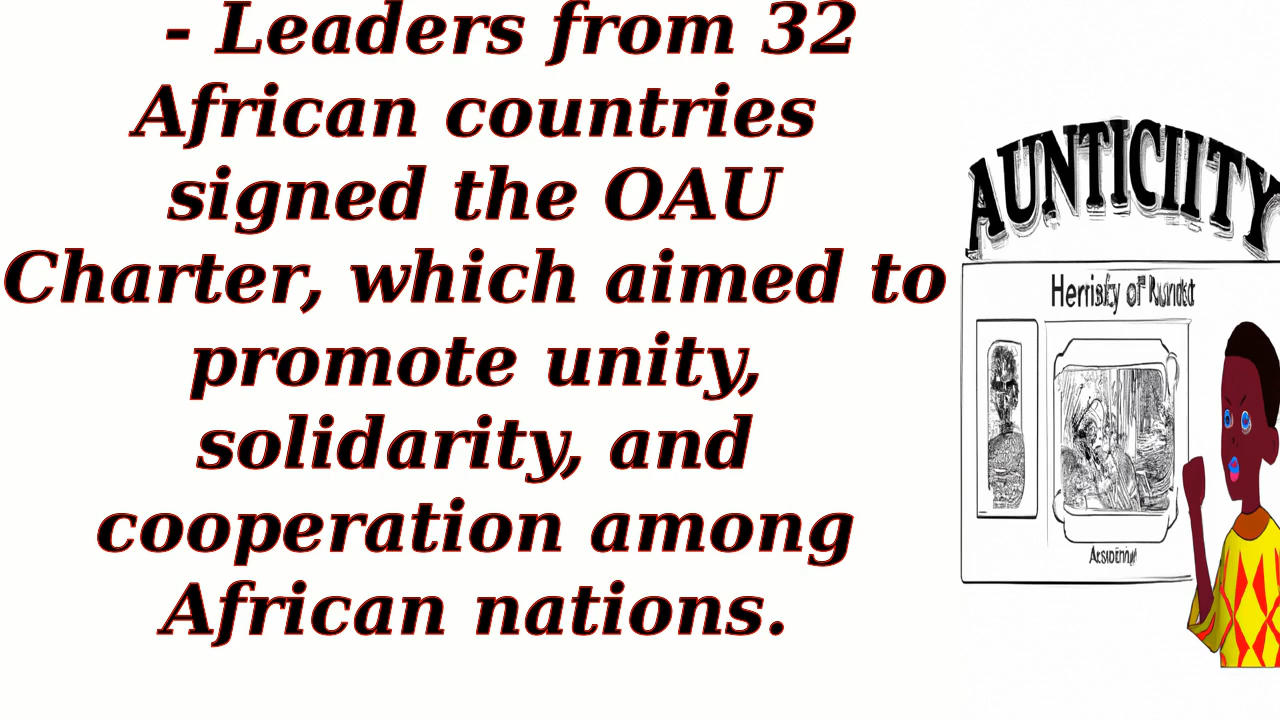 - Leaders from 32
African countries
signed the OAU
Charter, which aimed to
promote unity,
solidarity, and
cooperation among
African nations.
AUNTICIITY
of